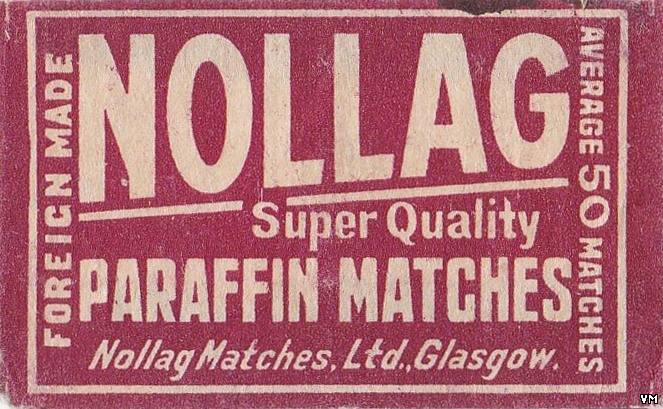 FOREIGN MADE
NOLLAG
Super Quality
PARAFFIN MATCHES
Nollag Matches, Ltd., Glasgow.
AVERAGE 50 MATCHES
VM